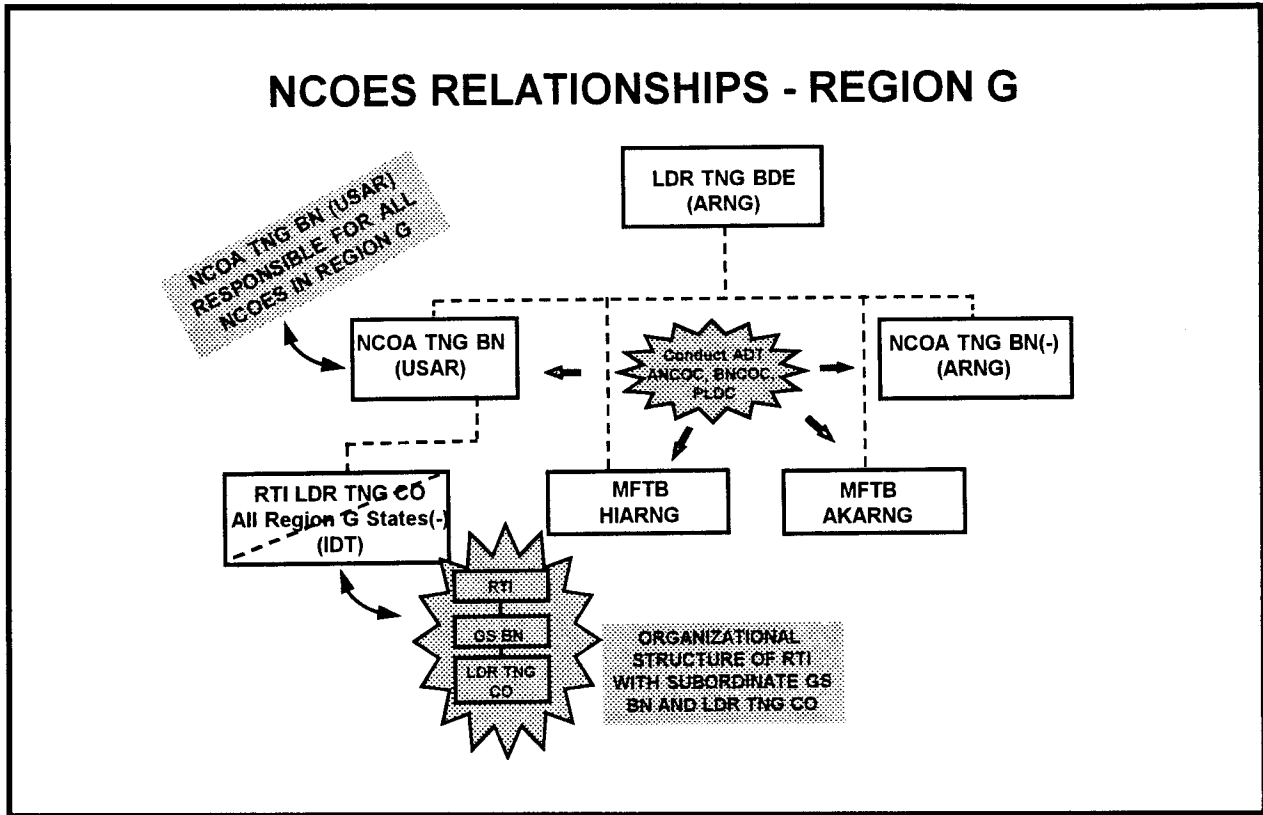 NCOES RELATIONSHIPS - REGION G
LDR TNG BDE
(ARNG)
NCOA TNG BN (USAR)
RESPONSIBLE FOR ALL
NCOES IN REGION G
NCOA TNG BN
(USAR)
Conduct ADT
ANCOC, BNCOC,
PLDC
NCOA TNG BN(-)
(ARNG)
RTI LDR TNG CO
All Region G States(-)
(IDT)
MFTB
HIARNG
MFTB
AKARNG
RTI
GS BN
LDR TNG
CO
ORGANIZATIONAL
STRUCTURE OF RTI
WITH SUBORDINATE GS
BN AND LDR TNG CO